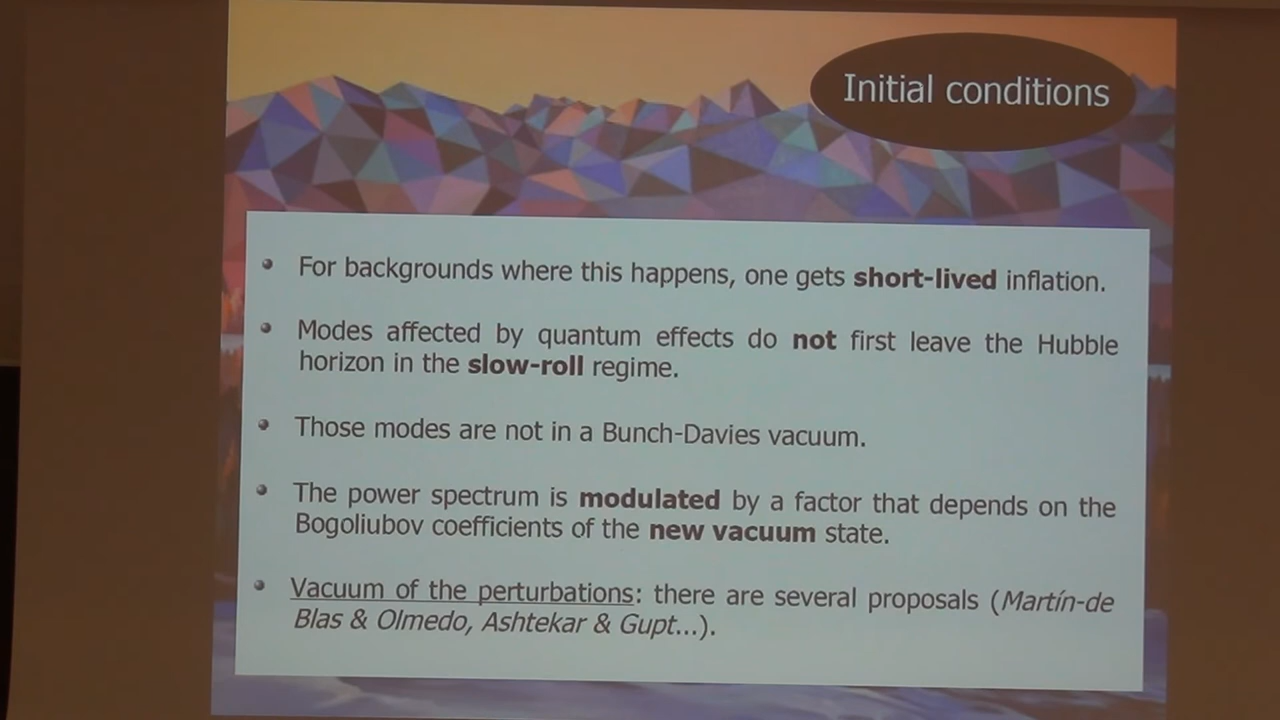 Initial conditions
For backgrounds where this happens, one gets short-lived inflation.
Modes affected by quantum effects do not first leave the Hubble
horizon in the slow-roll regime.
Those modes are not in a Bunch-Davies vacuum.
The power spectrum is modulated by a factor that depends on the
Bogoliubov coefficients of the new vacuum state.
Vacuum of the perturbations: there are several proposals (Martín-de
Blas & Olmedo, Ashtekar & Gupt...).